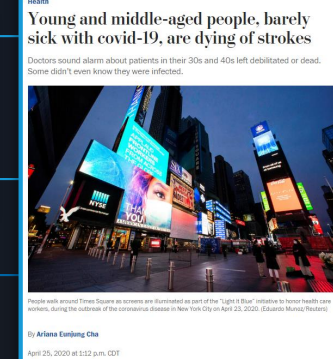 Health
Young and middle-aged people, barely
sick with covid-19, are dying of strokes
Doctors sound alarm about patients in their 30s and 40s left debilitated or dead.
Some didn't even know they were infected.
NYSE
THANK
YOU
People walk around Times Square as screens are illuminated as part of the "Light It Blue" initiative to honor health care
workers, during the outbreak of the coronavirus disease in New York City on April 23, 2020. (Eduardo Munoz/Reuters)
By Ariana Eunjung Cha
April 25, 2020 at 1:12 p.m. CDT